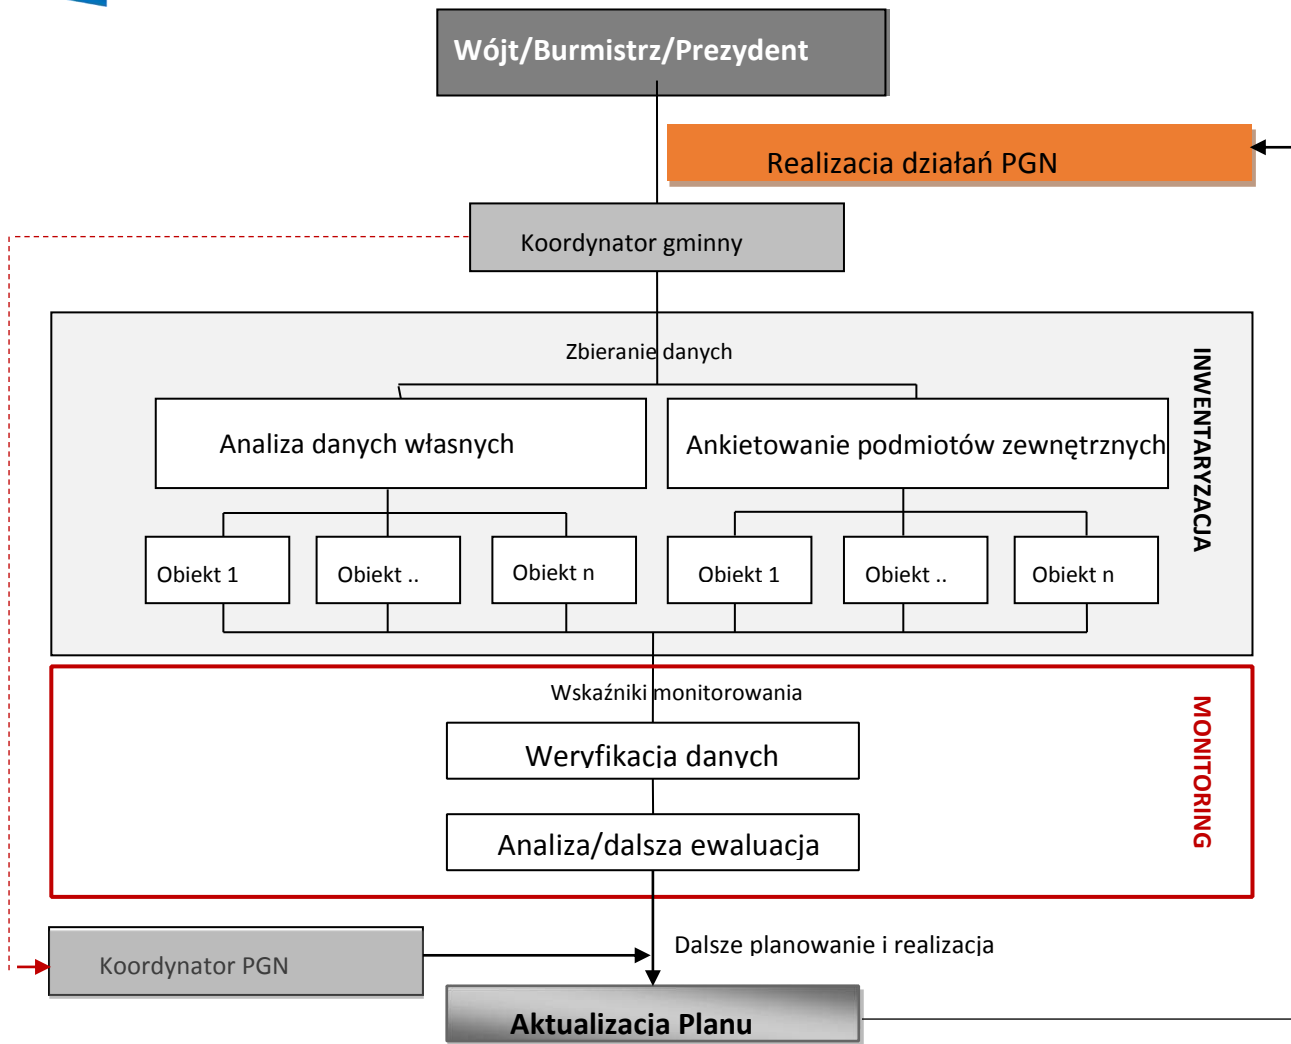 Wójt/Burmistrz/Prezydent
Realizacja działań PGN
Koordynator gminny
Zbieranie danych
INWENTARYZACJA
Analiza danych własnych
Ankietowanie podmiotów zewnętrznych
Obiekt 1
Obiekt ..
Obiekt n
Obiekt 1
Obiekt ..
Obiekt n
Wskaźniki monitorowania
MONITORING
Weryfikacja danych
Analiza/dalsza ewaluacja
Dalsze planowanie i realizacja
Koordynator PGN
Aktualizacja Planu